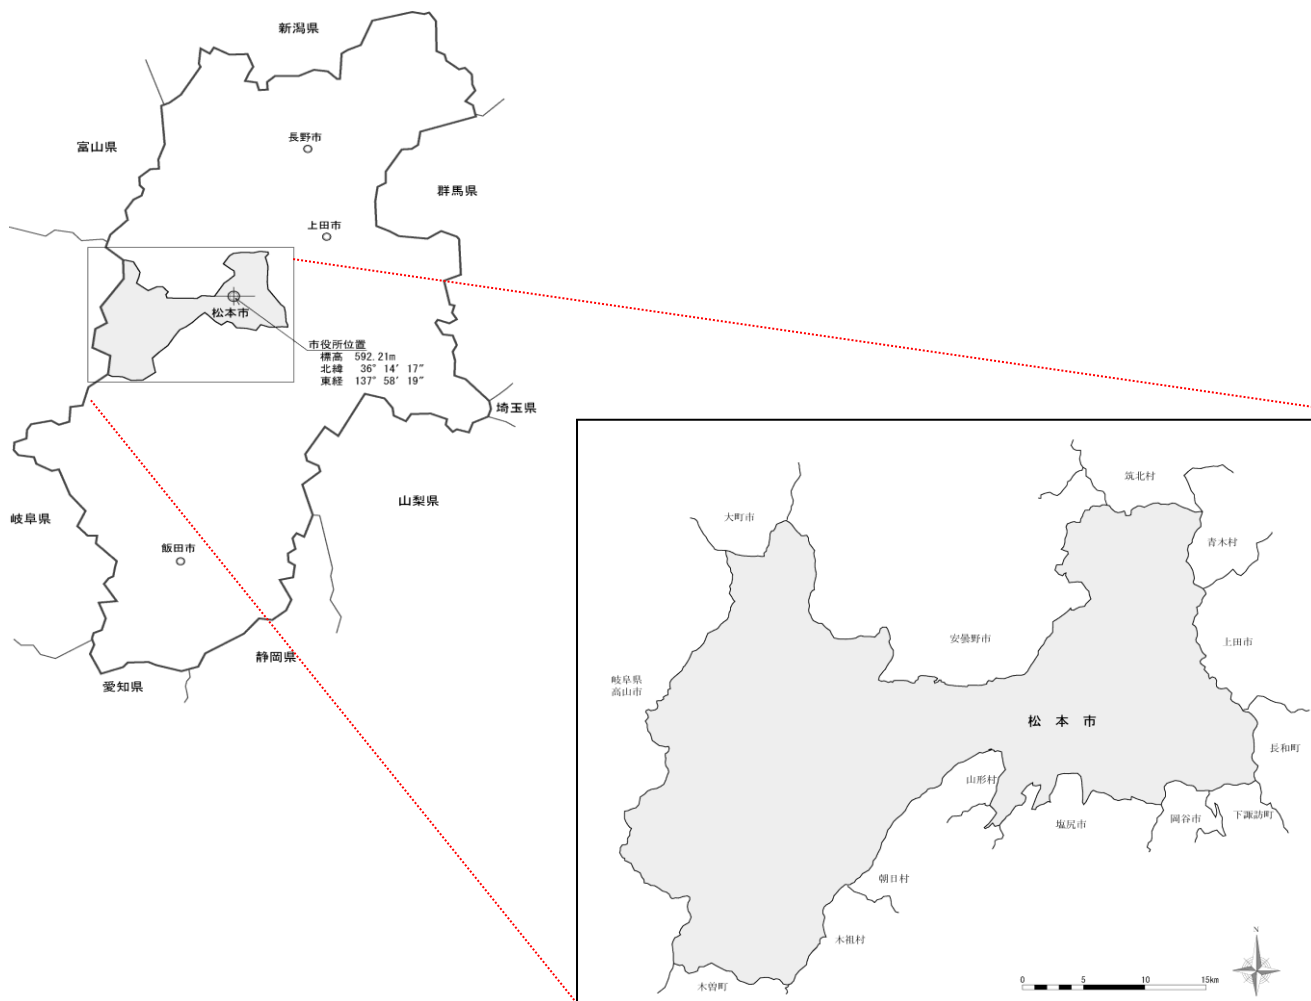 新潟県
長野市
富山県
群馬県
上田市
松本市
市役所位置
標高 592.21m
北緯 36° 14′ 17″
東経 137° 58′ 19″
埼玉県
山梨県
岐阜県
飯田市
静岡県
愛知県
筑北村
大町市
青木村
安曇野市
上田市
岐阜県
高山市
松本市
長和町
山形村
塩尻市
岡谷市
下諏訪町
朝日村
木祖村
木曽町
N
0 5 10 15km